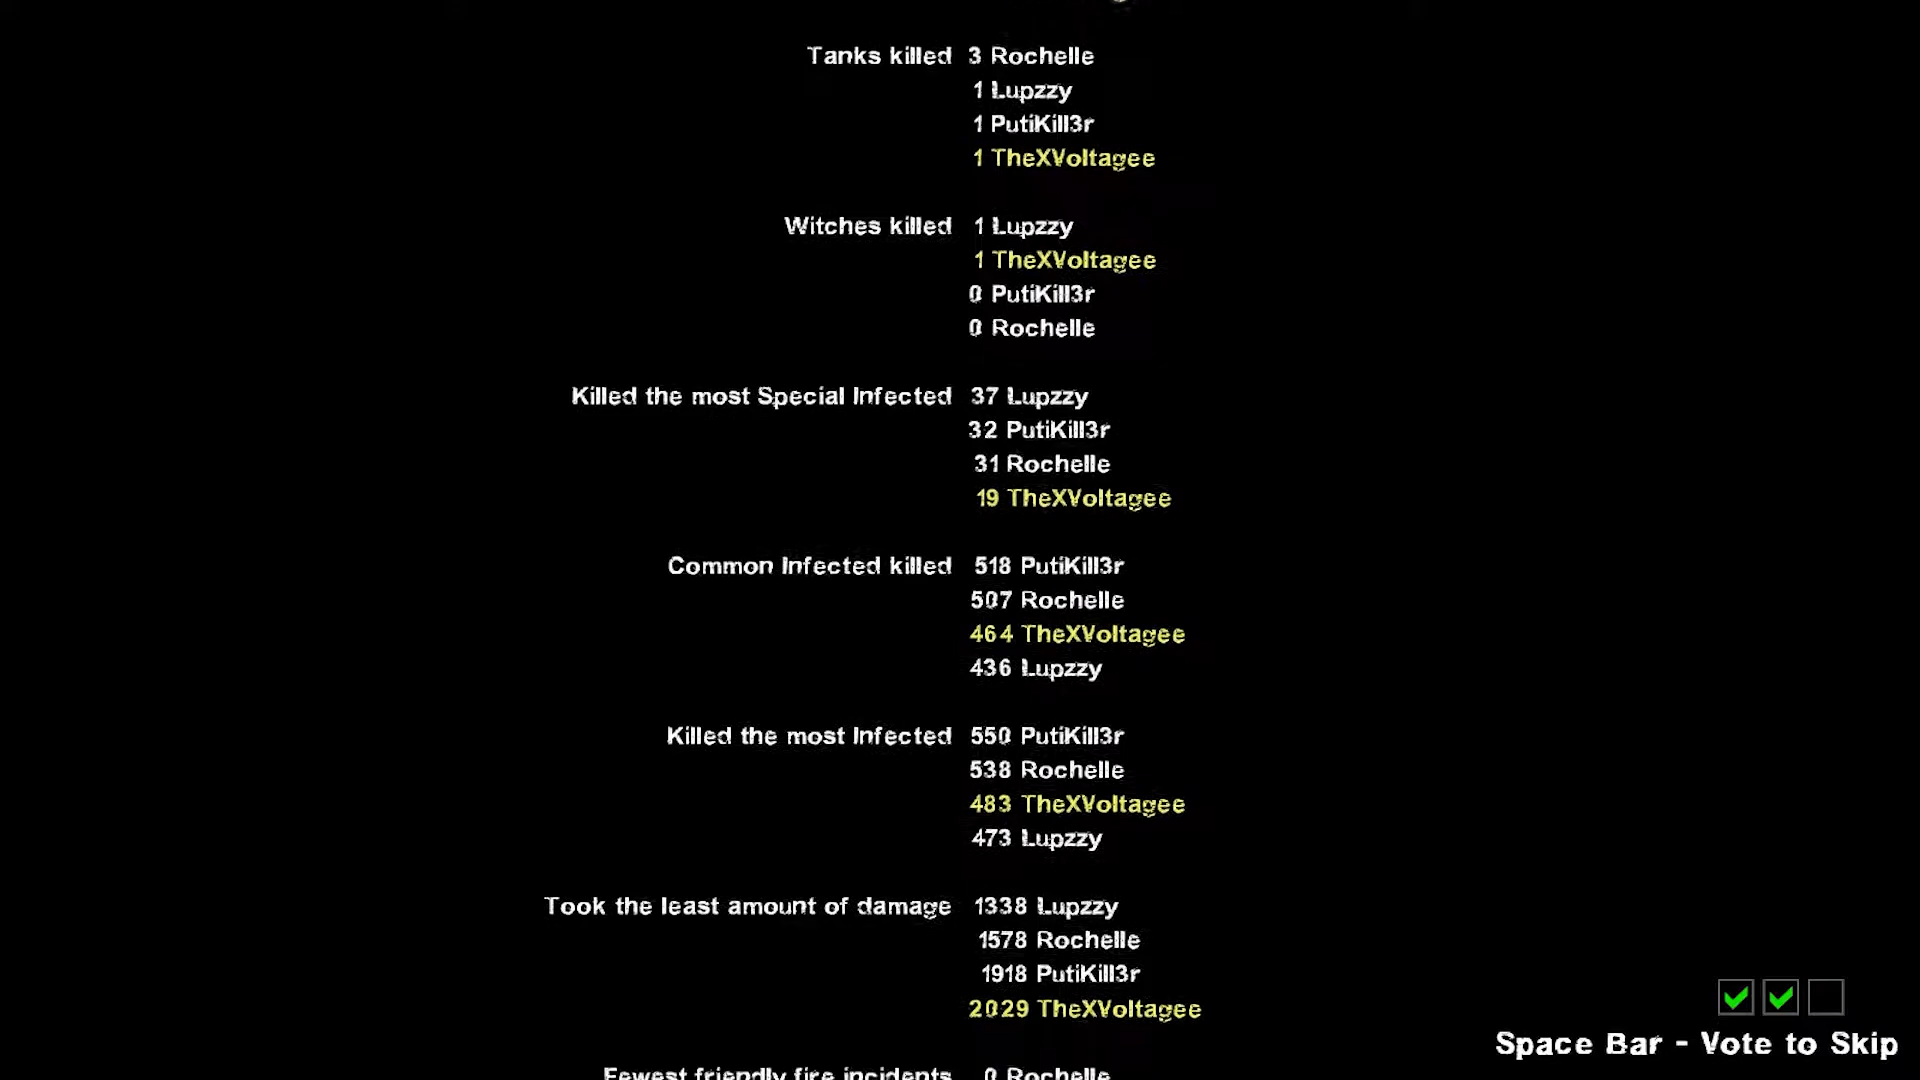 Tanks killed 3 Rochelle
1 Lupzzy
1 PutiKill3r
1 TheXVoltagee
Witches killed 1 Lupzzy
1 TheXVoltagee
0 PutiKill3r
0 Rochelle
Killed the most Special Infected 37 Lupzzy
32 PutiKill3r
31 Rochelle
19 TheXVoltagee
Common Infected killed 518 PutiKill3r
507 Rochelle
464 TheXVoltagee
436 Lupzzy
Killed the most Infected 550 PutiKill3r
538 Rochelle
483 TheXVoltagee
473 Lupzzy
Took the least amount of damage 1338 Lupzzy
1578 Rochelle
1918 PutiKill3r
2029 TheXVoltagee
Space Bar - Vote to Skip
Fewest friendly fire incidents 0 Rochelle